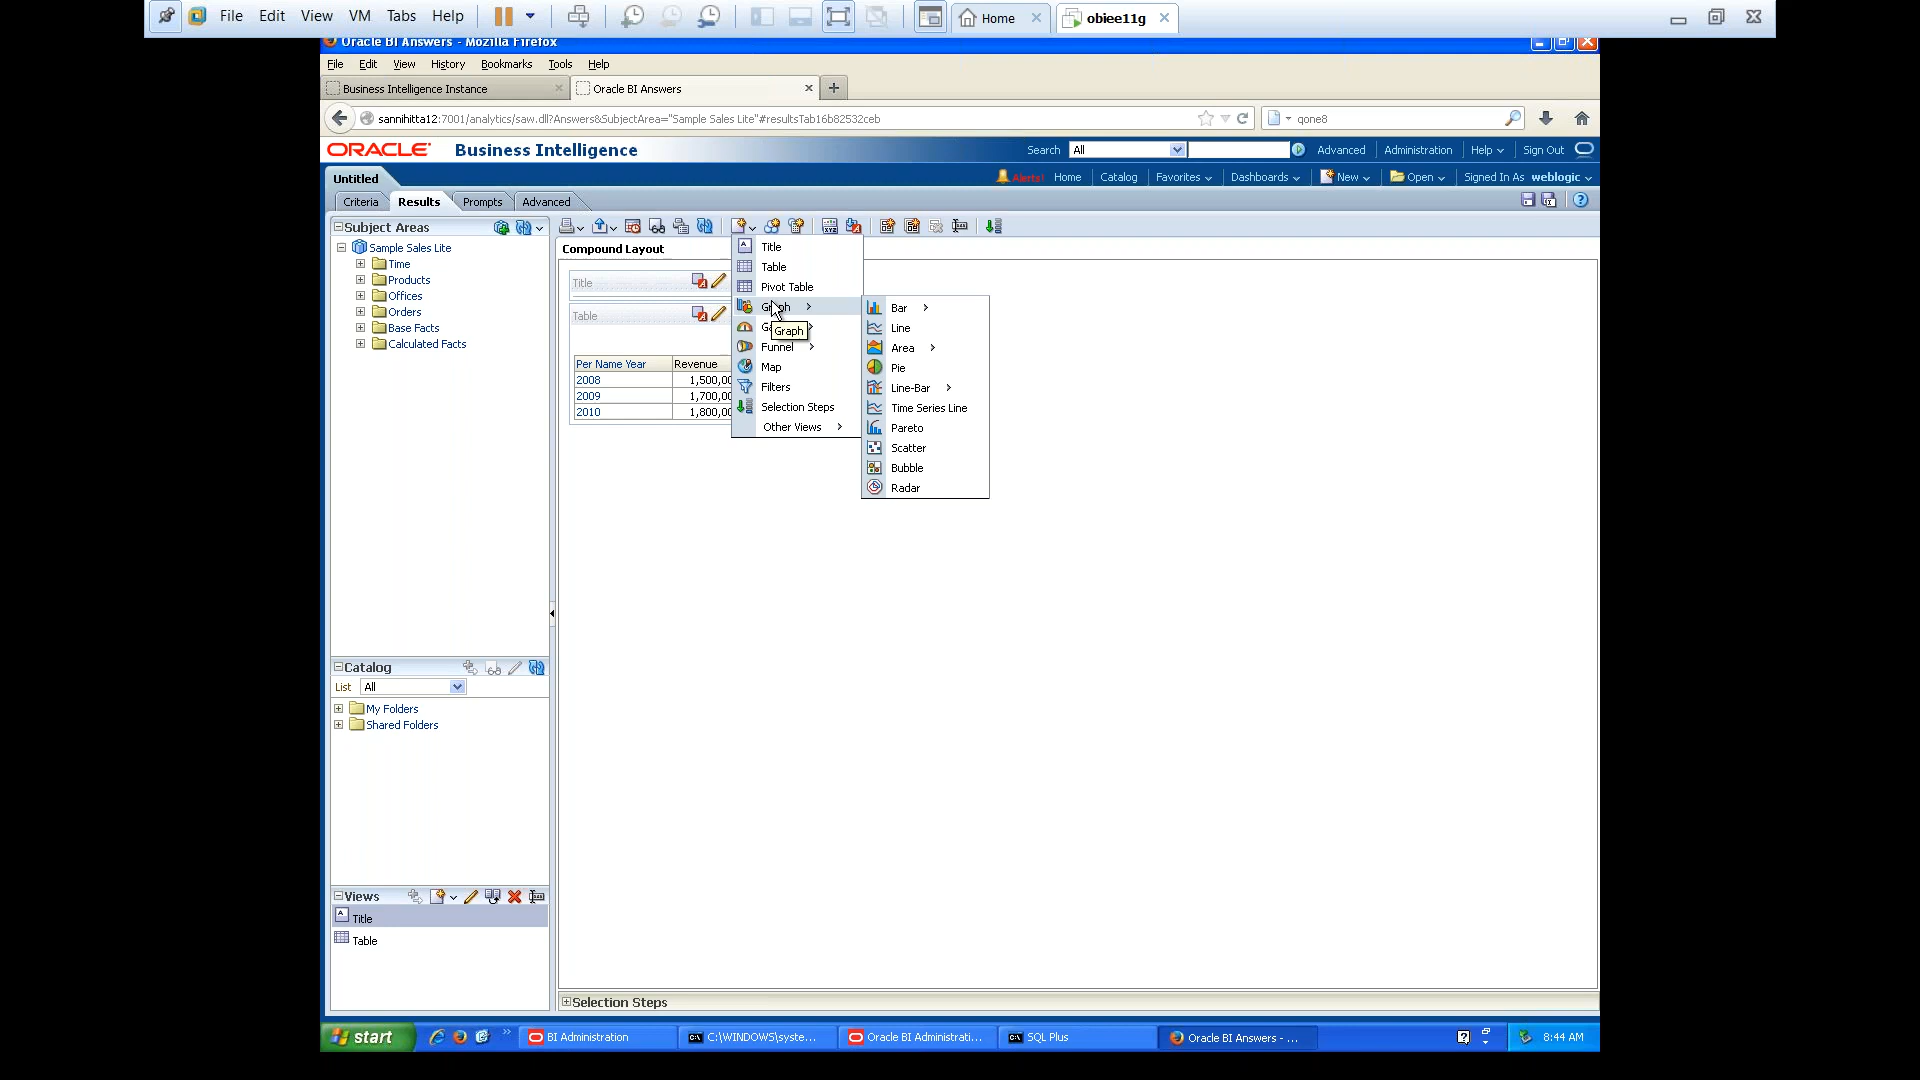 File Edit View VM Tabs Help Home obiee11g
Oracle BI Answers - Mozilla Firefox
File Edit View History Bookmarks Tools Help
Business Intelligence Instance Oracle BI Answers
sannihitta12:7001/analytics/saw.dll?Answers&SubjectArea="Sample Sales Lite"#resultsTab16b82532ceb qone8
ORACLE Business Intelligence Search All Advanced Administration Help Sign Out
Untitled Alerts! Home Catalog Favorites Dashboards New Open Signed In As weblogic
Criteria Results Prompts Advanced
Subject Areas
Sample Sales Lite
Time
Products
Offices
Orders
Base Facts
Calculated Facts
Compound Layout
Title
Table
Per Name Year Revenue
2008 1,500,00
2009 1,700,00
2010 1,800,00
Title
Table
Pivot Table
Graph
Ga
Graph
Funnel
Map
Filters
Selection Steps
Other Views
Bar
Line
Area
Pie
Line-Bar
Time Series Line
Pareto
Scatter
Bubble
Radar
Catalog
List All
My Folders
Shared Folders
Views
Title
Table
Selection Steps
start BI Administration C:\WINDOWS\syste... Oracle BI Administrati... SQL Plus Oracle BI Answers - ... 8:44 AM